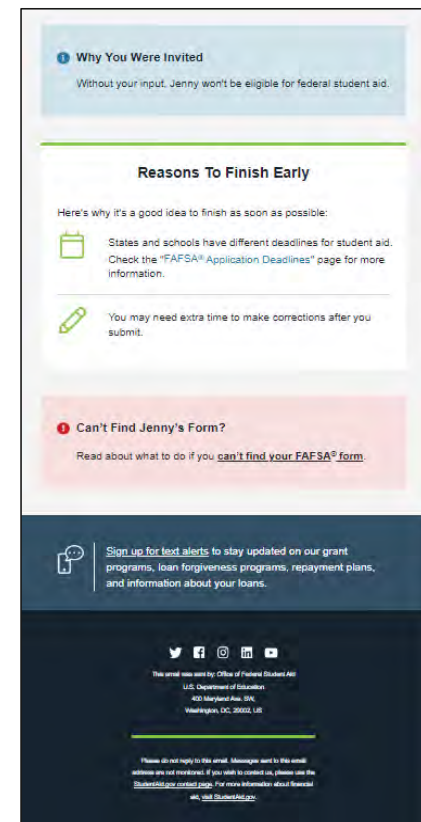 Why You Were Invited
Without your input, Jenny won't be eligible for federal student aid.
Reasons To Finish Early
Here's why it's a good idea to finish as soon as possible:
States and schools have different deadlines for student aid.
Check the "FAFSA® Application Deadlines" page for more
information.
You may need extra time to make corrections after you
submit.
Can't Find Jenny's Form?
Read about what to do if you can't find your FAFSA® form.
Sign up for text alerts to stay updated on our grant
programs, loan forgiveness programs, repayment plans,
and information about your loans.
This email was sent by: Office of Federal Student Aid
U.S. Department of Education
400 Maryland Ave. SW,
Washington, DC, 20002, US
Please do not reply to this email. Messages sent to this email
address are not monitored. If you wish to contact us, please use the
StudentAid.gov contact page. For more information about financial
aid, visit StudentAid.gov.